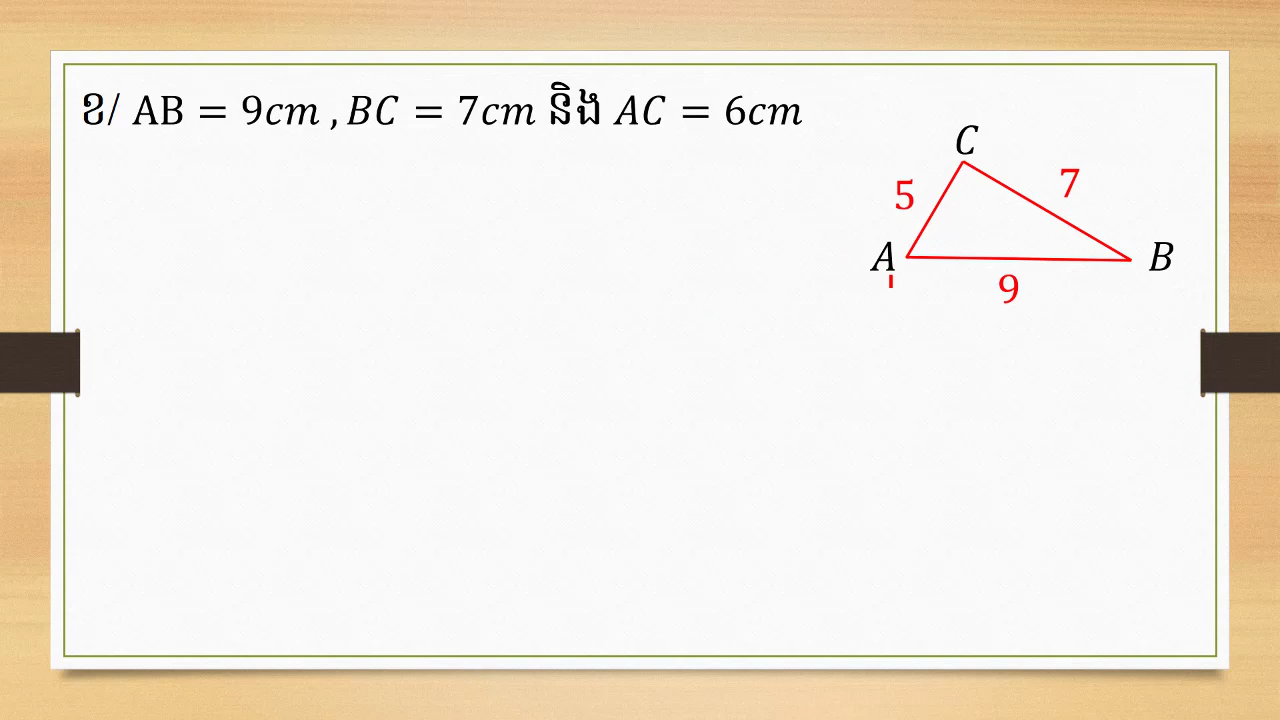 ខ/ AB = 9cm , BC = 7cm និង AC = 6cm
C
5
7
A
B
9